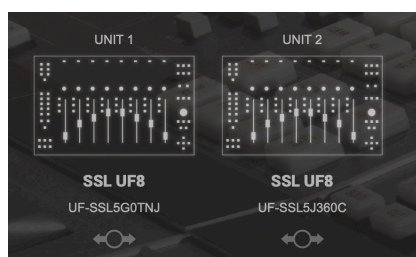 UNIT 1
UNIT 2
SSL UF8
SSL UF8
UF-SSL5G0TNJ
UF-SSL5J360C